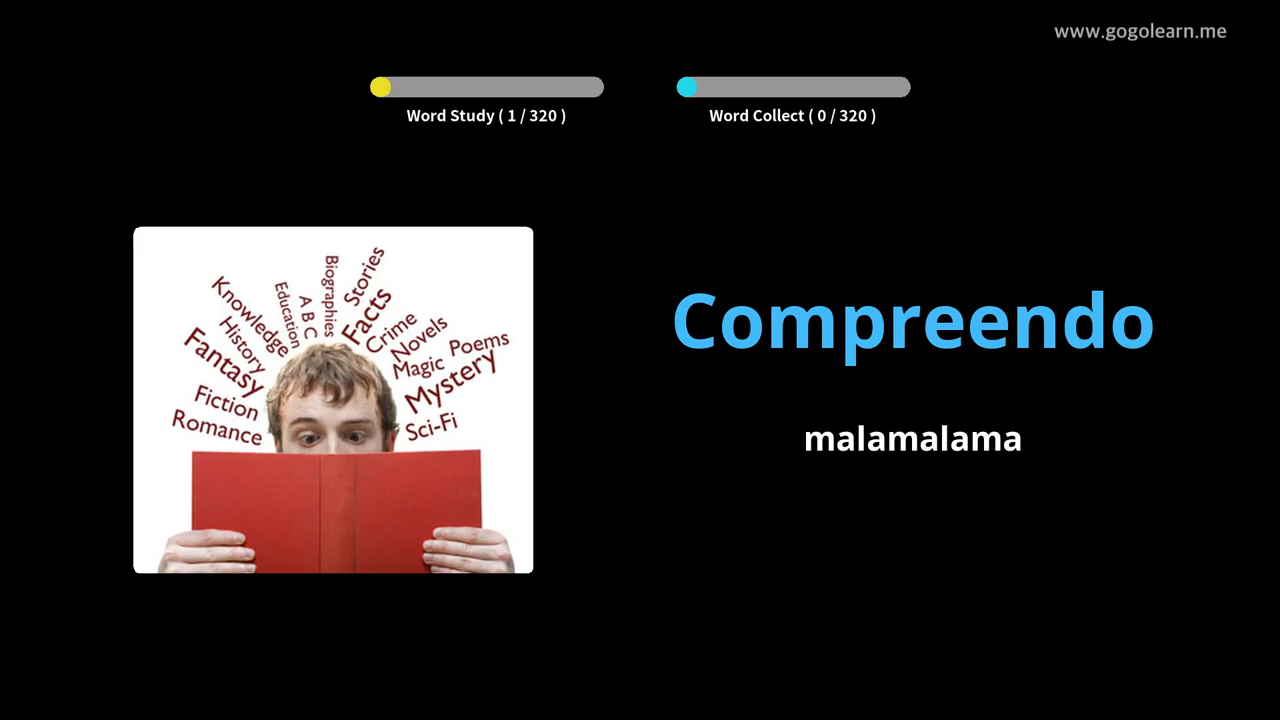 www.gogolearn.me
Word Study ( 1 / 320 )
Word Collect ( 0 / 320 )
Romance
Fiction
Fantasy
History
Knowledge
Education
A B C
Biographies
Stories
Facts
Crime
Novels
Magic
Poems
Mystery
Sci-Fi
Compreendo
malamalama